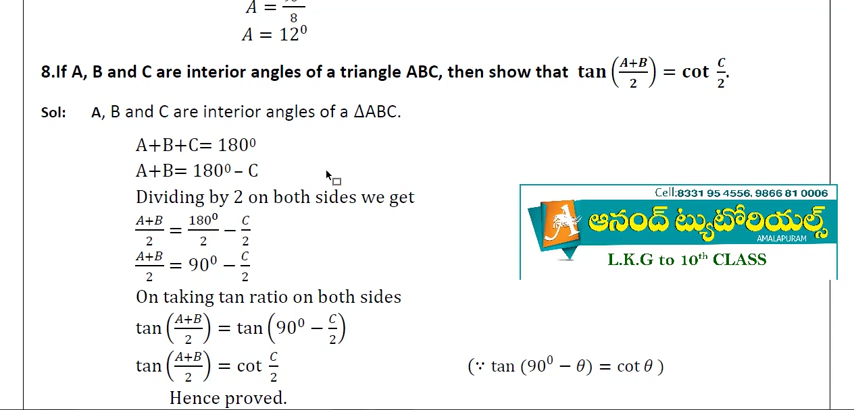 A = ―
8
A = 12⁰
8.If A, B and C are interior angles of a triangle ABC, then show that tan((A+B)/2) = cot C/2.
Sol: A, B and C are interior angles of a ΔABC.
A+B+C= 180⁰
A+B= 180⁰ – C
Dividing by 2 on both sides we get
(A+B)/2 = 180⁰/2 − C/2
(A+B)/2 = 90⁰ − C/2
On taking tan ratio on both sides
tan((A+B)/2) = tan(90⁰ − C/2)
tan((A+B)/2) = cot C/2 (∵ tan (90⁰ − θ) = cot θ )
Hence proved.
Cell:8331 95 4556. 9866 81 0006
A
ఆనంద్ ట్యుటోరియల్స్
AMALAPURAM
L.K.G to 10th CLASS